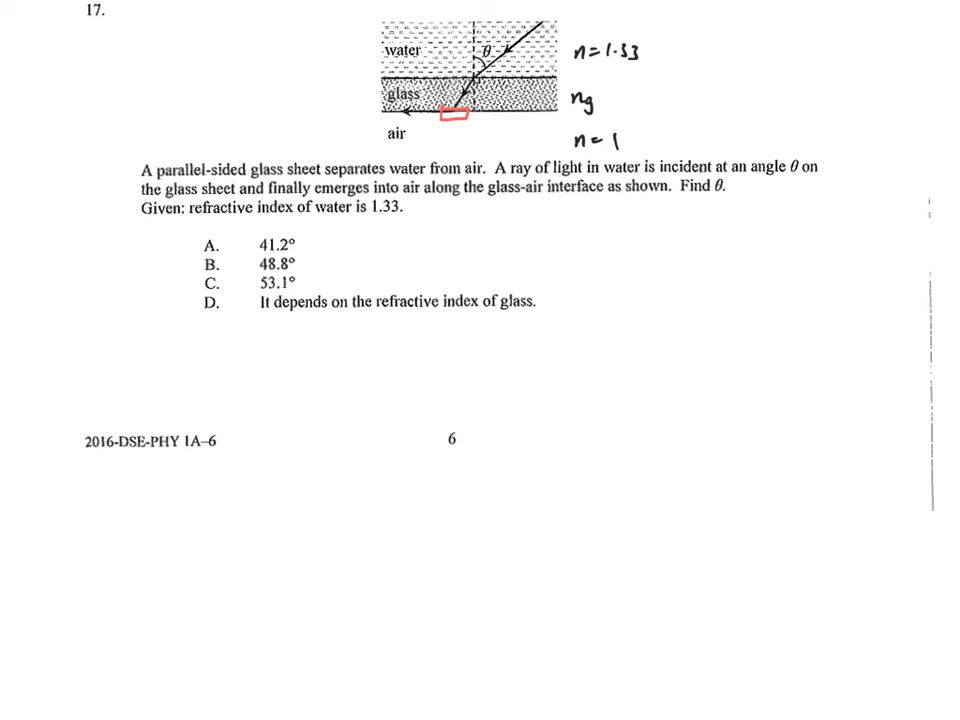 17.
water
θ
n=1.33
glass
ng
air
n=1
A parallel-sided glass sheet separates water from air. A ray of light in water is incident at an angle θ on
the glass sheet and finally emerges into air along the glass-air interface as shown. Find θ.
Given: refractive index of water is 1.33.
A. 41.2°
B. 48.8°
C. 53.1°
D. It depends on the refractive index of glass.
2016-DSE-PHY 1A–6
6